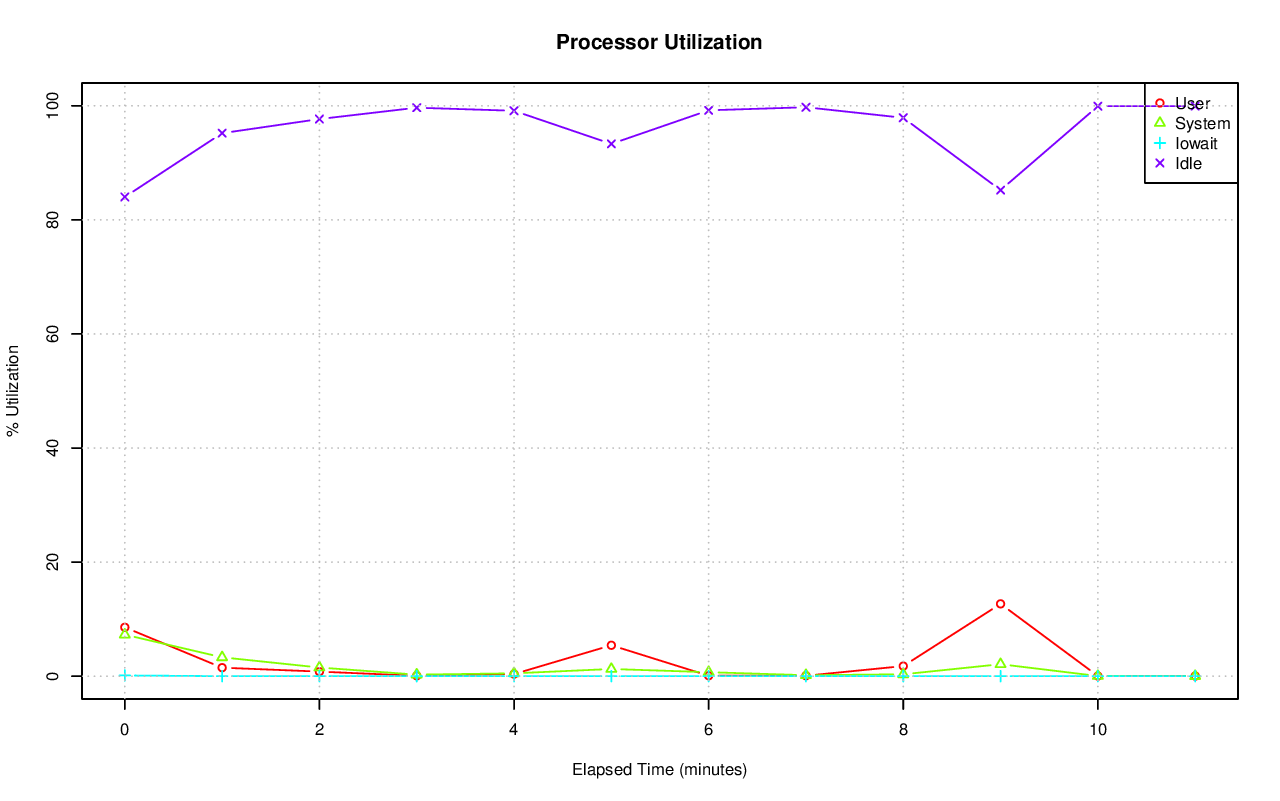 Processor Utilization
100
80
60
40
20
0
% Utilization
User
System
Iowait
Idle
0 2 4 6 8 10
Elapsed Time (minutes)